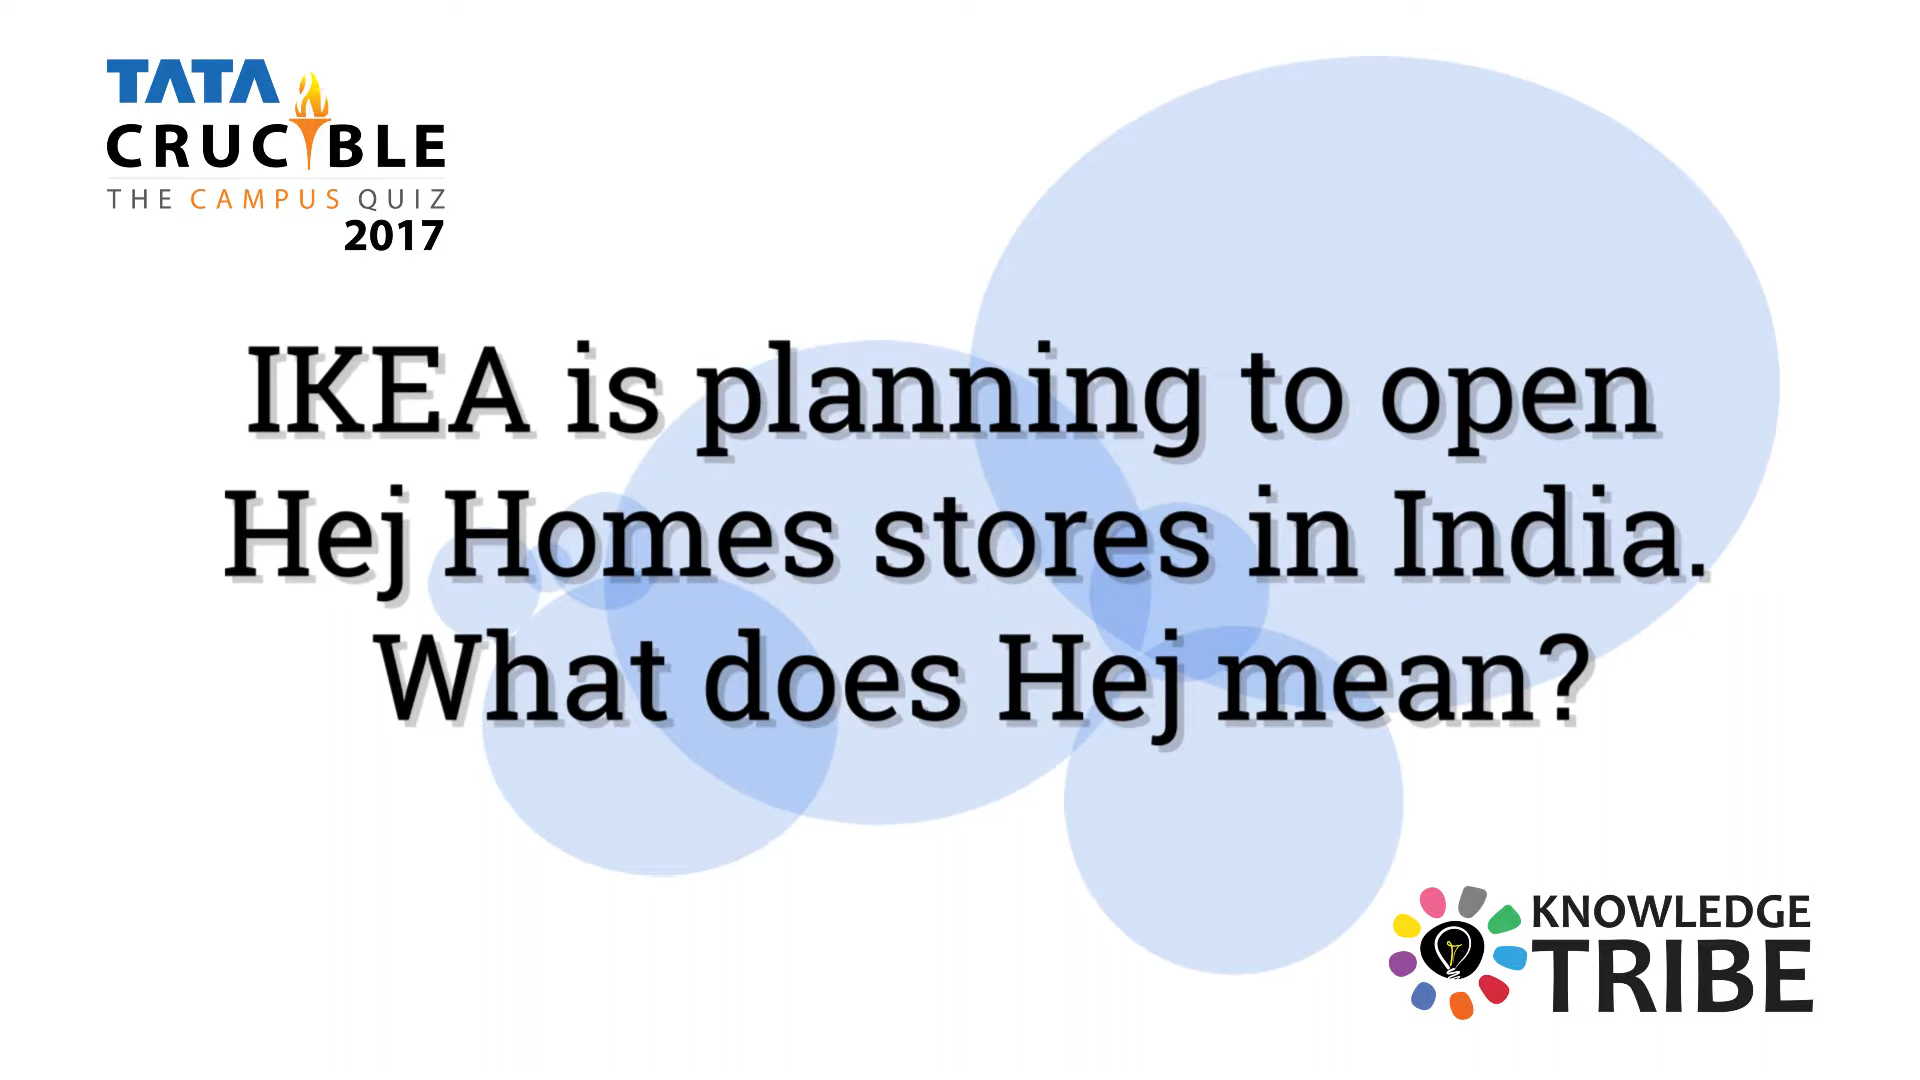 TATA
CRUCIBLE
THE CAMPUS QUIZ
2017
IKEA is planning to open
Hej Homes stores in India.
What does Hej mean?
KNOWLEDGE
TRIBE